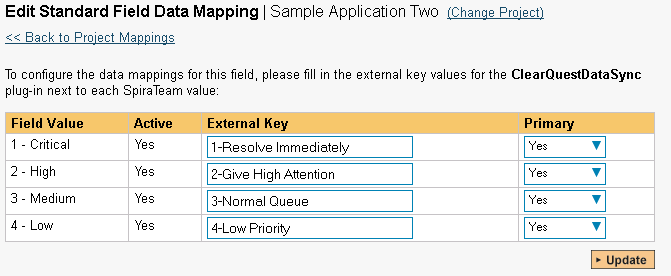 Edit Standard Field Data Mapping | Sample Application Two (Change Project)
<< Back to Project Mappings
To configure the data mappings for this field, please fill in the external key values for the ClearQuestDataSync
plug-in next to each SpiraTeam value:
Field Value Active External Key Primary
1 - Critical Yes 1-Resolve Immediately Yes
2 - High Yes 2-Give High Attention Yes
3 - Medium Yes 3-Normal Queue Yes
4 - Low Yes 4-Low Priority Yes
Update